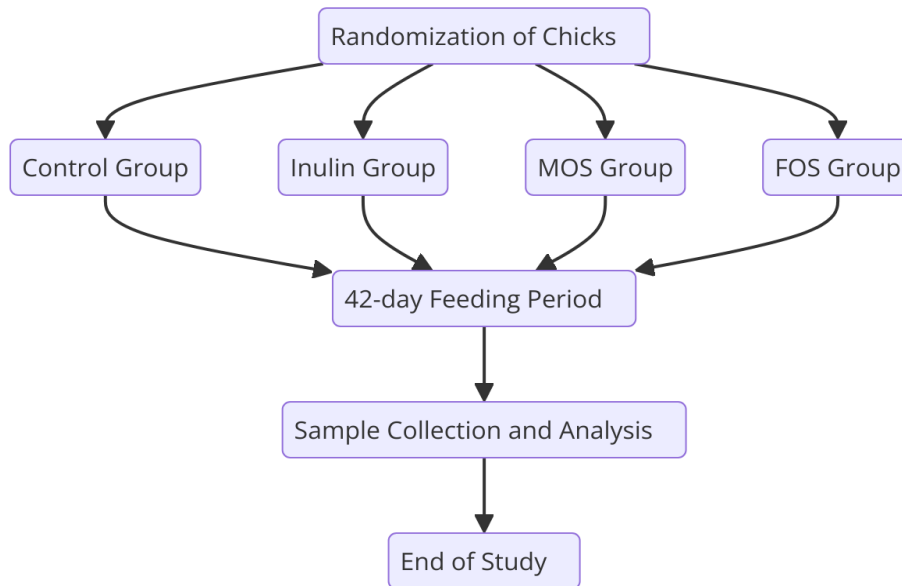 Randomization of Chicks
Control Group
Inulin Group
MOS Group
FOS Group
42-day Feeding Period
Sample Collection and Analysis
End of Study